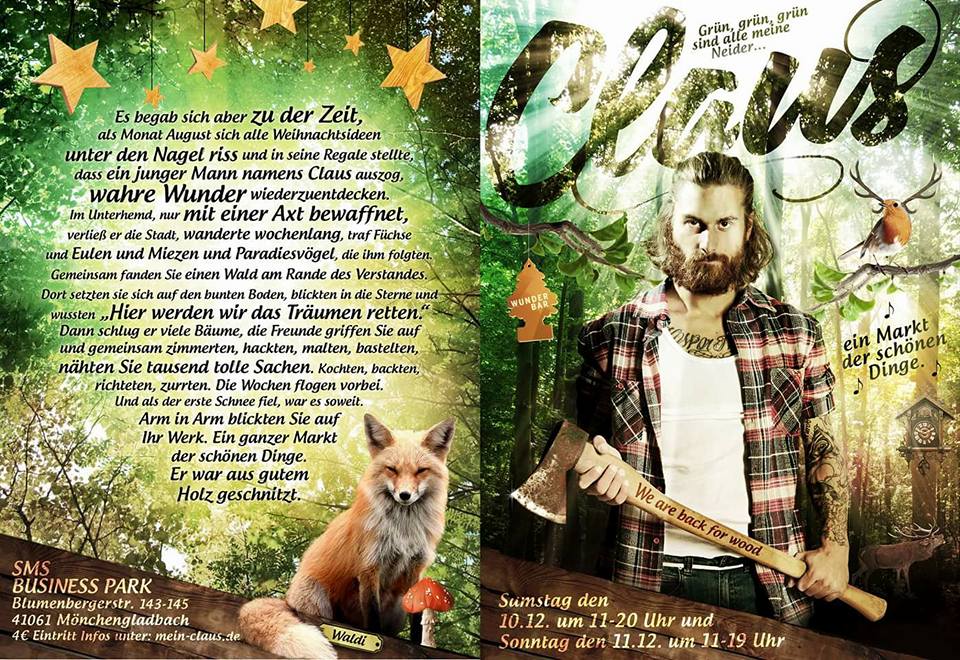 Es begab sich aber zu der Zeit,
als Monat August sich alle Weihnachtsideen
unter den Nagel riss und in seine Regale stellte,
dass ein junger Mann namens Claus auszog,
wahre Wunder wiederzuentdecken.
Im Unterhemd, nur mit einer Axt bewaffnet,
verließ er die Stadt, wanderte wochenlang, traf Füchse
und Eulen und Miezen und Paradiesvögel, die ihm folgten.
Gemeinsam fanden Sie einen Wald am Rande des Verstandes.
Dort setzten sie sich auf den bunten Boden, blickten in die Sterne und
wussten „Hier werden wir das Träumen retten.“
Dann schlug er viele Bäume, die Freunde griffen Sie auf
und gemeinsam zimmerten, hackten, malten, bastelten,
nähten Sie tausend tolle Sachen. Kochten, backten,
richteten, zurrten. Die Wochen flogen vorbei.
Und als der erste Schnee fiel, war es soweit.
Arm in Arm blickten Sie auf
Ihr Werk. Ein ganzer Markt
der schönen Dinge.
Er war aus gutem
Holz geschnitzt.
SMS
BUSINESS PARK
Blumenbergerstr. 143-145
41061 Mönchengladbach
4€ Eintritt Infos unter: mein-claus.de
Waldi
Grün, grün, grün
sind alle meine
Neider...
Claus
WUNDER
BAR
ein Markt
der schönen
Dinge.
We are back for wood
Samstag den
10.12. um 11-20 Uhr und
Sonntag den 11.12. um 11-19 Uhr